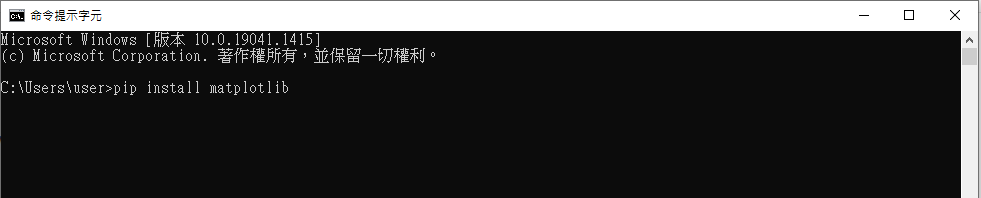 命令提示字元
Microsoft Windows [版本 10.0.19041.1415]
(c) Microsoft Corporation. 著作權所有，並保留一切權利。
C:\Users\user>pip install matplotlib